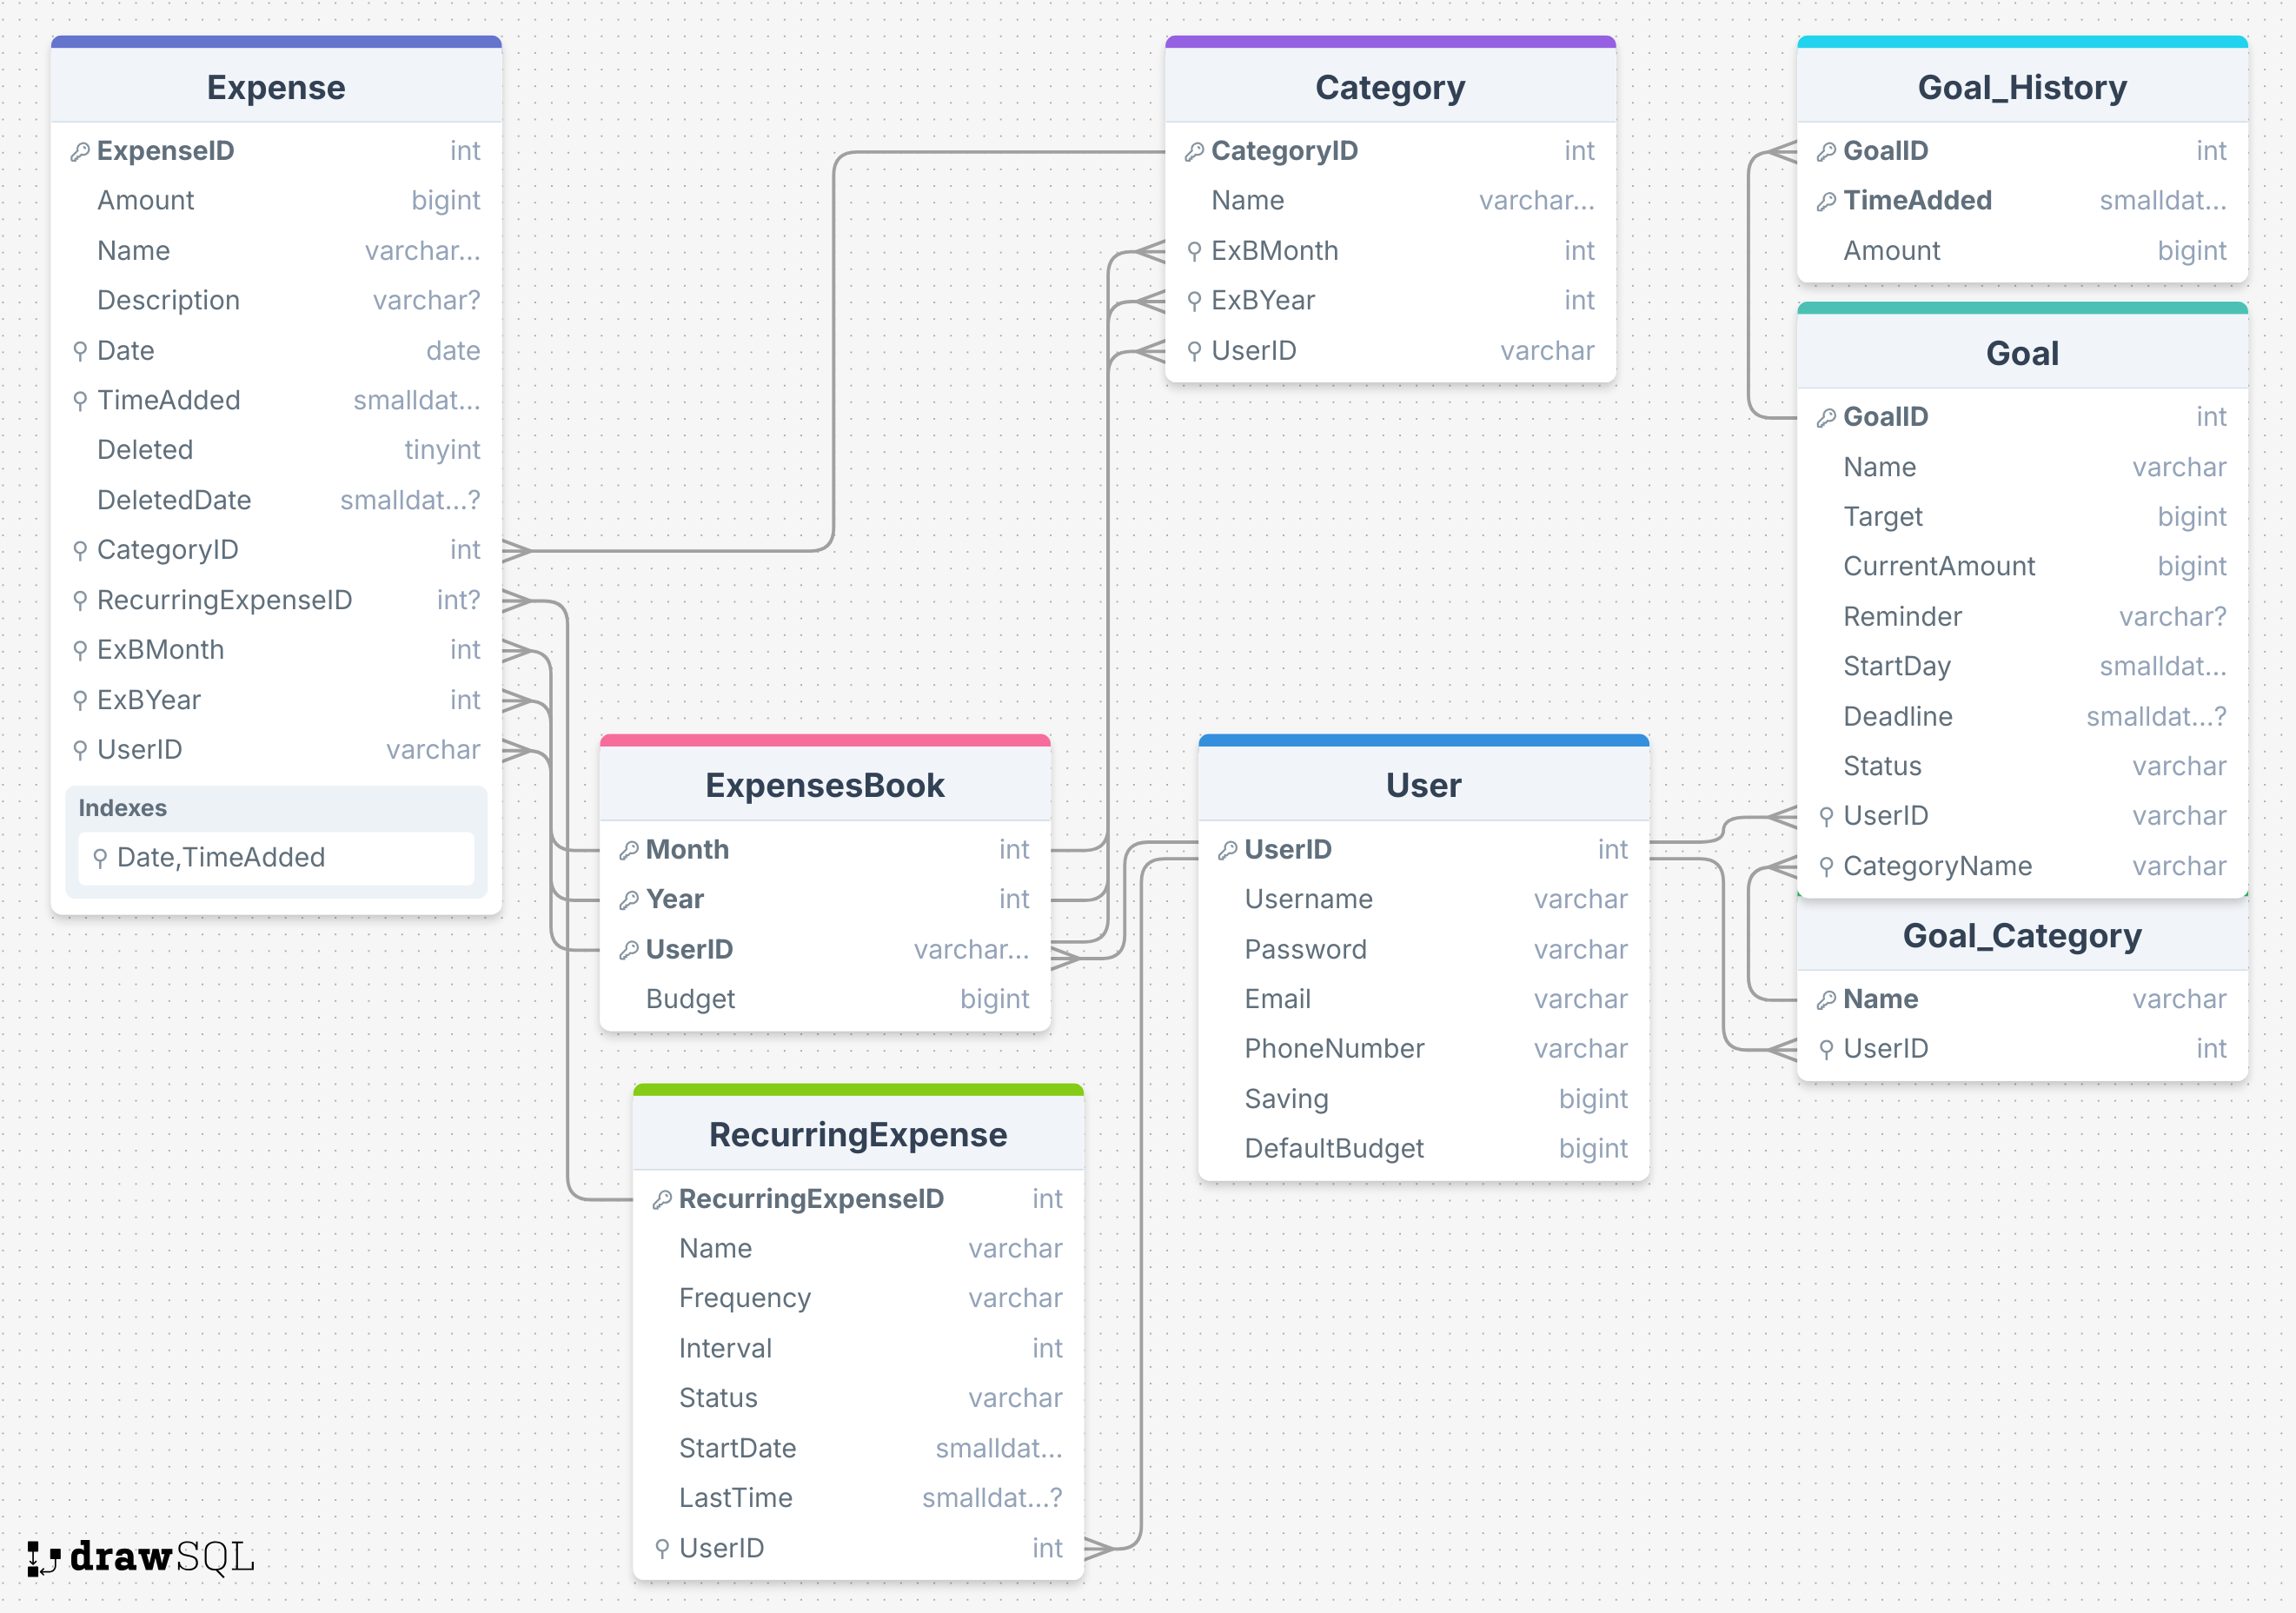 Expense
ExpenseID int
Amount bigint
Name varchar...
Description varchar?
Date date
TimeAdded smalldat...
Deleted tinyint
DeletedDate smalldat...?
CategoryID int
RecurringExpenseID int?
ExBMonth int
ExBYear int
UserID varchar
Indexes
Date,TimeAdded
Category
CategoryID int
Name varchar...
ExBMonth int
ExBYear int
UserID varchar
Goal_History
GoalID int
TimeAdded smalldat...
Amount bigint
Goal
GoalID int
Name varchar
Target bigint
CurrentAmount bigint
Reminder varchar?
StartDay smalldat...
Deadline smalldat...?
Status varchar
UserID varchar
CategoryName varchar
Goal_Category
Name varchar
UserID int
ExpensesBook
Month int
Year int
UserID varchar...
Budget bigint
User
UserID int
Username varchar
Password varchar
Email varchar
PhoneNumber varchar
Saving bigint
DefaultBudget bigint
RecurringExpense
RecurringExpenseID int
Name varchar
Frequency varchar
Interval int
Status varchar
StartDate smalldat...
LastTime smalldat...?
UserID int
drawSQL